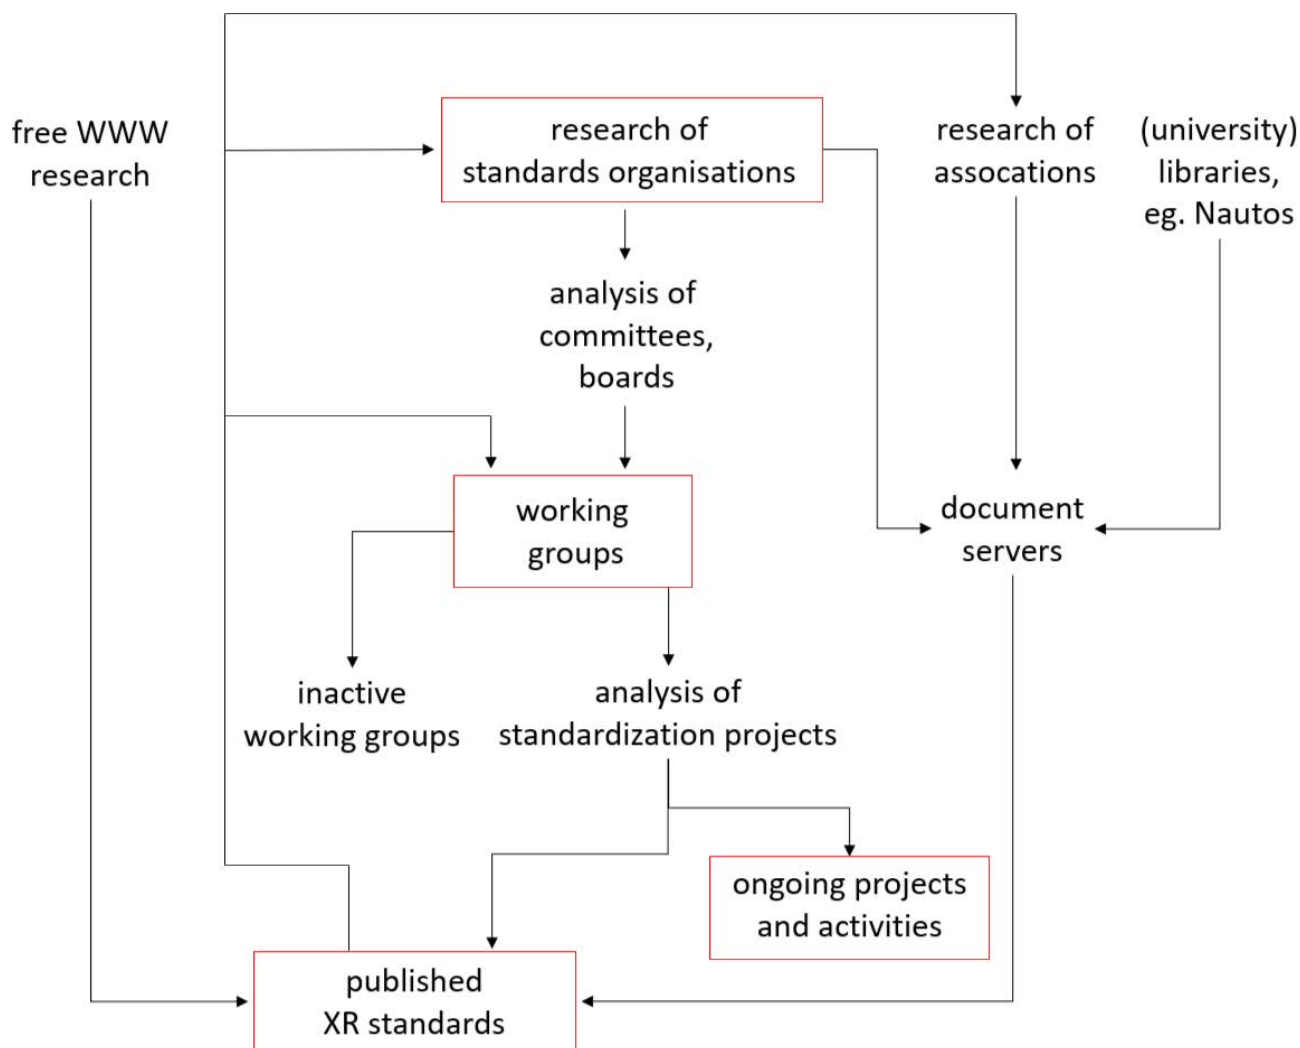 free WWW
research
research of
standards organisations
research of
assocations
(university)
libraries,
eg. Nautos
analysis of
committees,
boards
working
groups
document
servers
inactive
working groups
analysis of
standardization projects
ongoing projects
and activities
published
XR standards